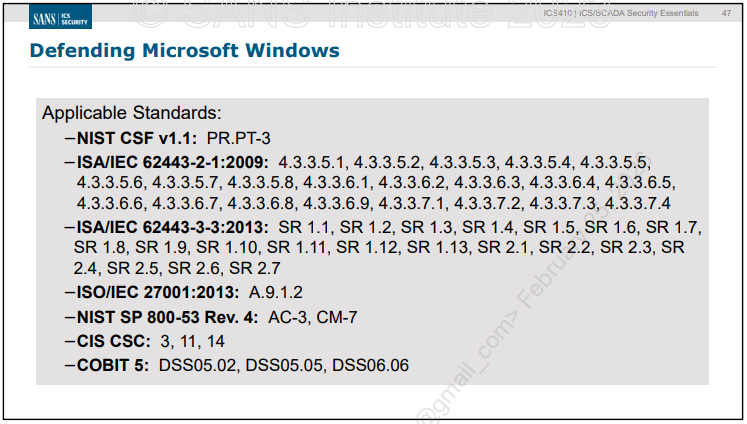 © SANS Institute 2026
SANS | ICS SECURITY
ICS410 | ICS/SCADA Security Essentials 47
Defending Microsoft Windows
Applicable Standards:
–NIST CSF v1.1: PR.PT-3
–ISA/IEC 62443-2-1:2009: 4.3.3.5.1, 4.3.3.5.2, 4.3.3.5.3, 4.3.3.5.4, 4.3.3.5.5,
4.3.3.5.6, 4.3.3.5.7, 4.3.3.5.8, 4.3.3.6.1, 4.3.3.6.2, 4.3.3.6.3, 4.3.3.6.4, 4.3.3.6.5,
4.3.3.6.6, 4.3.3.6.7, 4.3.3.6.8, 4.3.3.6.9, 4.3.3.7.1, 4.3.3.7.2, 4.3.3.7.3, 4.3.3.7.4
–ISA/IEC 62443-3-3:2013: SR 1.1, SR 1.2, SR 1.3, SR 1.4, SR 1.5, SR 1.6, SR 1.7,
SR 1.8, SR 1.9, SR 1.10, SR 1.11, SR 1.12, SR 1.13, SR 2.1, SR 2.2, SR 2.3, SR
2.4, SR 2.5, SR 2.6, SR 2.7
–ISO/IEC 27001:2013: A.9.1.2
–NIST SP 800-53 Rev. 4: AC-3, CM-7
–CIS CSC: 3, 11, 14
–COBIT 5: DSS05.02, DSS05.05, DSS06.06
@gmail_com> February